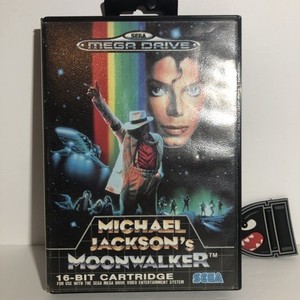 SEGA
MEGA DRIVE
MICHAEL
JACKSON'S
MOONWALKER™
16-BIT CARTRIDGE
FOR USE WITH THE SEGA MEGA DRIVE VIDEO ENTERTAINMENT SYSTEM
SEGA